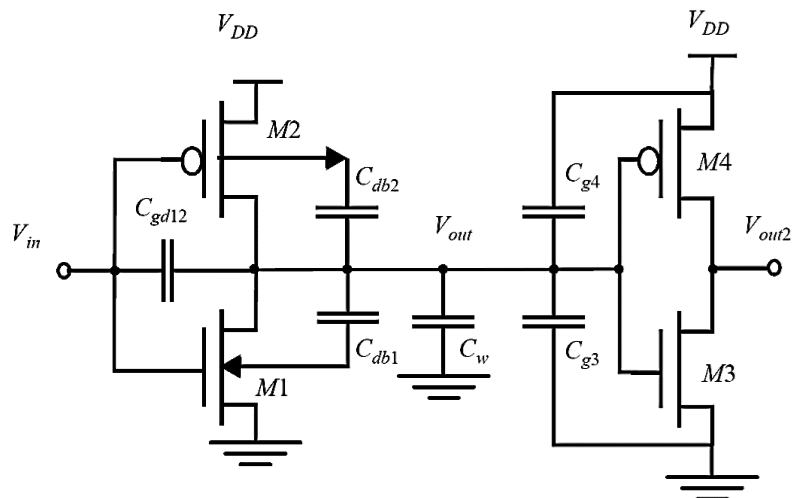 V_DD
V_DD
M2
M4
C_db2
C_g4
C_gd12
V_in
V_out
V_out2
C_db1
C_w
C_g3
M1
M3